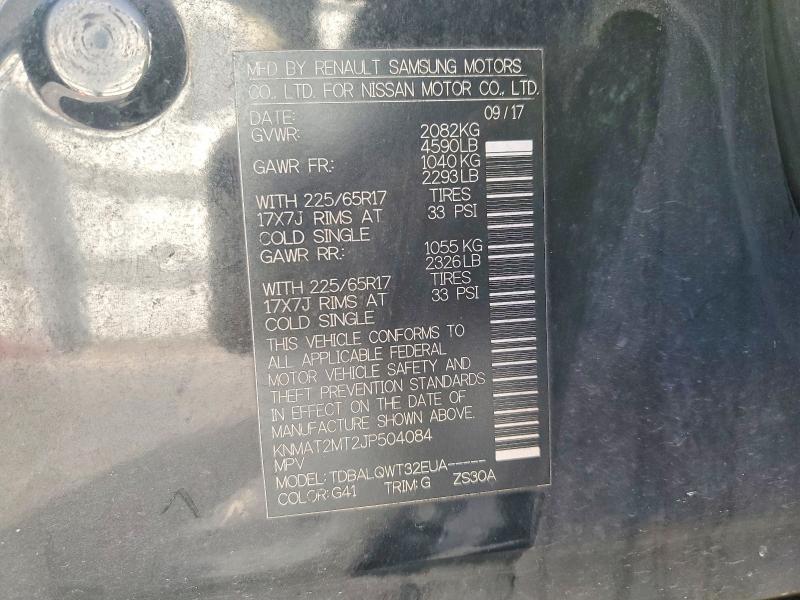 MFD BY RENAULT SAMSUNG MOTORS
CO., LTD. FOR NISSAN MOTOR CO., LTD.
DATE: 09/17
GVWR: 2082KG
4590LB
GAWR FR: 1040KG
2293LB
WITH 225/65R17 TIRES
17X7J RIMS AT 33 PSI
COLD SINGLE
GAWR RR: 1055KG
2326LB
WITH 225/65R17 TIRES
17X7J RIMS AT 33 PSI
COLD SINGLE
THIS VEHICLE CONFORMS TO
ALL APPLICABLE FEDERAL
MOTOR VEHICLE SAFETY AND
THEFT PREVENTION STANDARDS
IN EFFECT ON THE DATE OF
MANUFACTURE SHOWN ABOVE.
KNMAT2MT2JP504084
MPV
MODEL: TDBALQWT32EUA-----
COLOR: G41 TRIM: G ZS30A